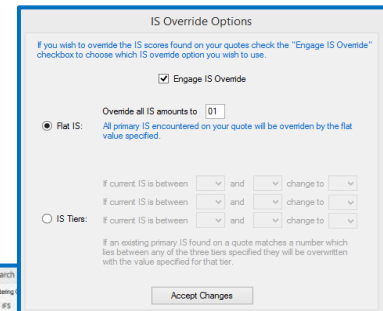 IS Override Options
If you wish to override the IS scores found on your quotes check the "Engage IS Override"
checkbox to choose which IS override option you wish to use.
Engage IS Override
Override all IS amounts to 01
Flat IS: All primary IS encountered on your quote will be overriden by the flat
value specified.
If current IS is between and change to
If current IS is between and change to
IS Tiers: If current IS is between and change to
If an existing primary IS found on a quote matches a number which
lies between any of the three tiers specified they will be overwritten
with the value specified for that tier.
Accept Changes
arch
tering